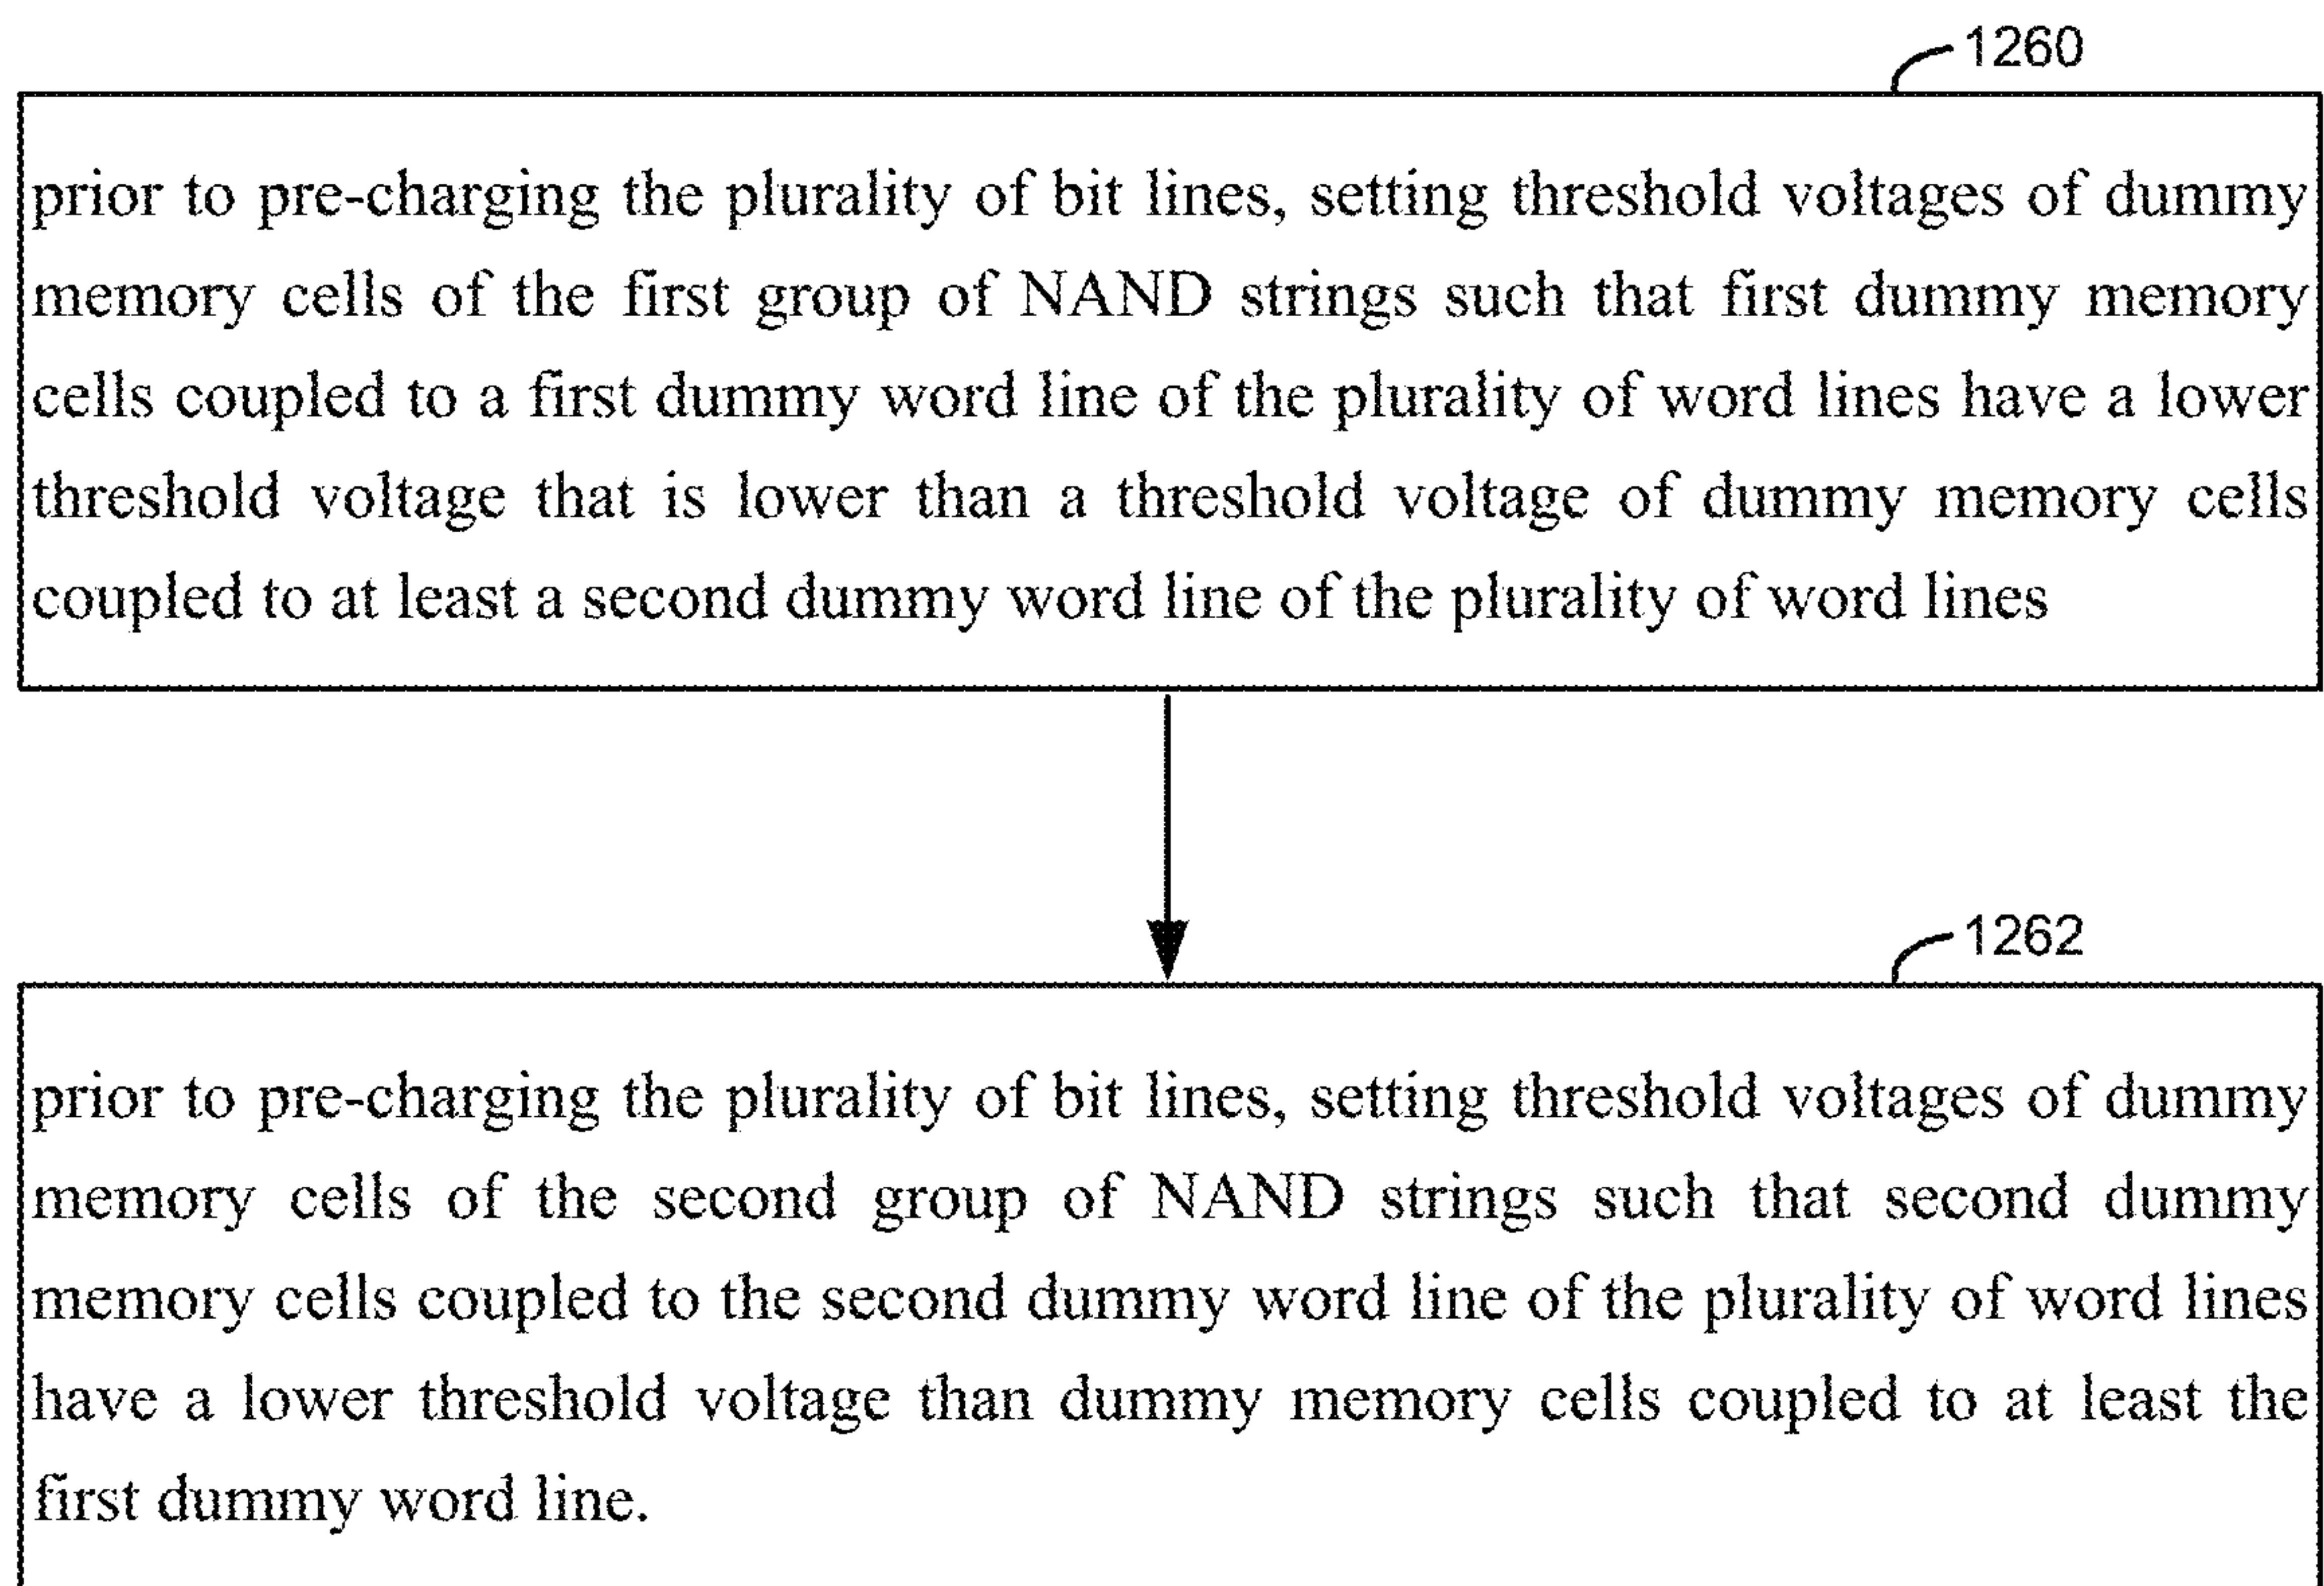 1260
prior to pre-charging the plurality of bit lines, setting threshold voltages of dummy
memory cells of the first group of NAND strings such that first dummy memory
cells coupled to a first dummy word line of the plurality of word lines have a lower
threshold voltage that is lower than a threshold voltage of dummy memory cells
coupled to at least a second dummy word line of the plurality of word lines
1262
prior to pre-charging the plurality of bit lines, setting threshold voltages of dummy
memory cells of the second group of NAND strings such that second dummy
memory cells coupled to the second dummy word line of the plurality of word lines
have a lower threshold voltage than dummy memory cells coupled to at least the
first dummy word line.